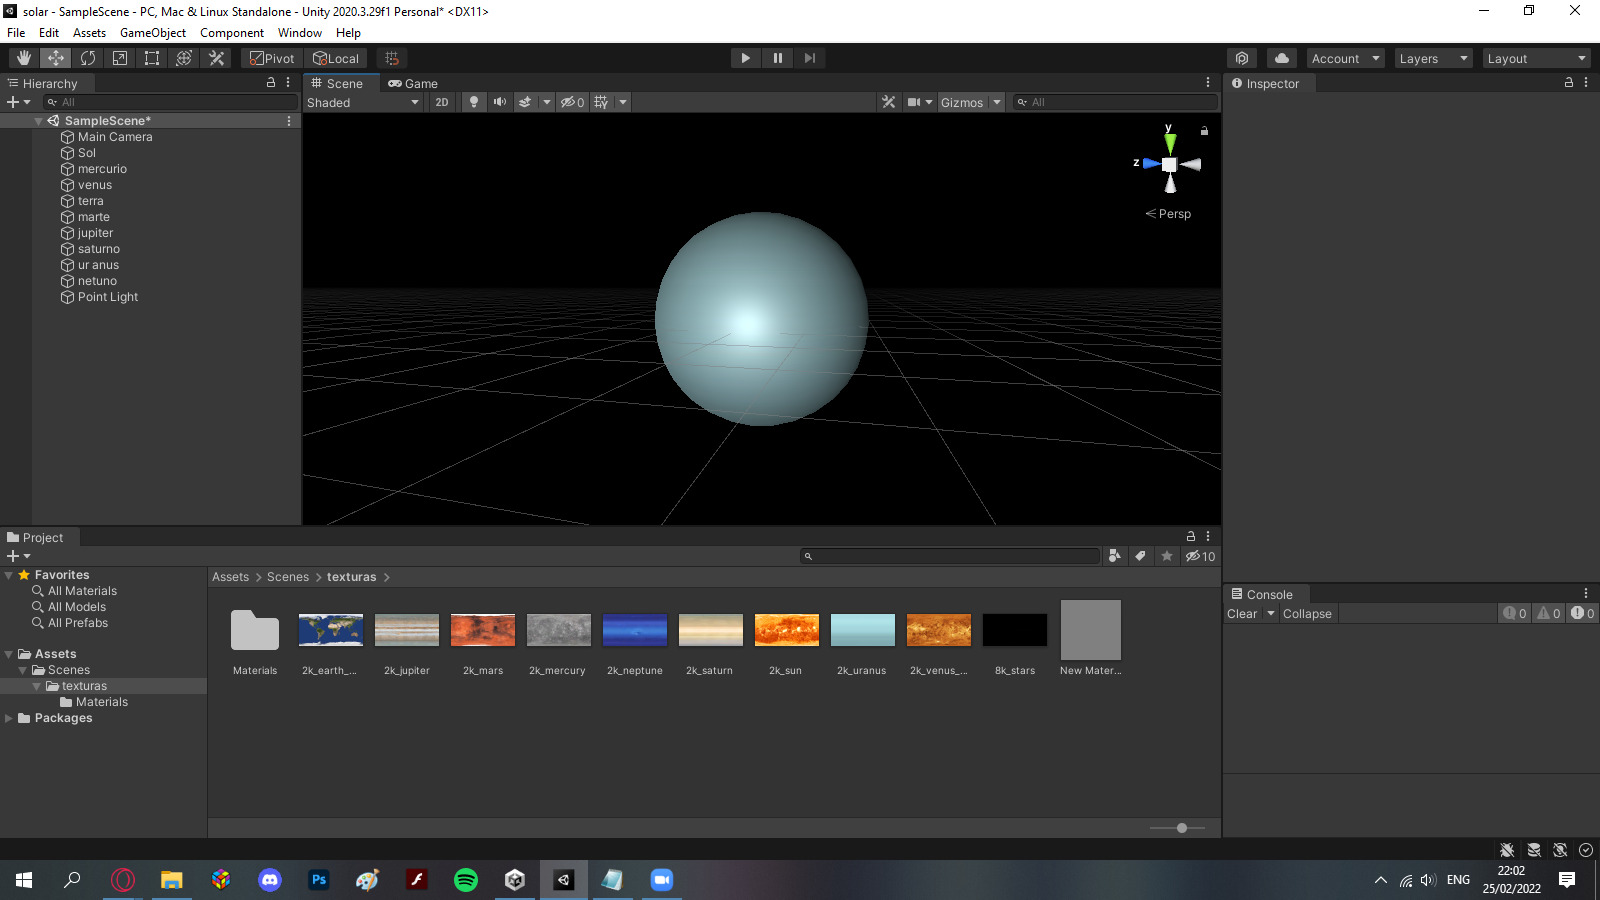 solar - SampleScene - PC, Mac & Linux Standalone - Unity 2020.3.29f1 Personal* <DX11>
File Edit Assets GameObject Component Window Help
Pivot Local Account Layers Layout
Hierarchy
All
SampleScene*
Main Camera
Sol
mercurio
venus
terra
marte
jupiter
saturno
ur anus
netuno
Point Light
Scene Game
Shaded 2D 0 Gizmos All
y
z
Persp
Inspector
Project
10
Favorites
All Materials
All Models
All Prefabs
Assets
Scenes
texturas
Materials
Packages
Assets > Scenes > texturas >
Materials 2k_earth_... 2k_jupiter 2k_mars 2k_mercury 2k_neptune 2k_saturn 2k_sun 2k_uranus 2k_venus_... 8k_stars New Mater...
Console
Clear Collapse 0 0 0
Ps
ENG
22:02
25/02/2022